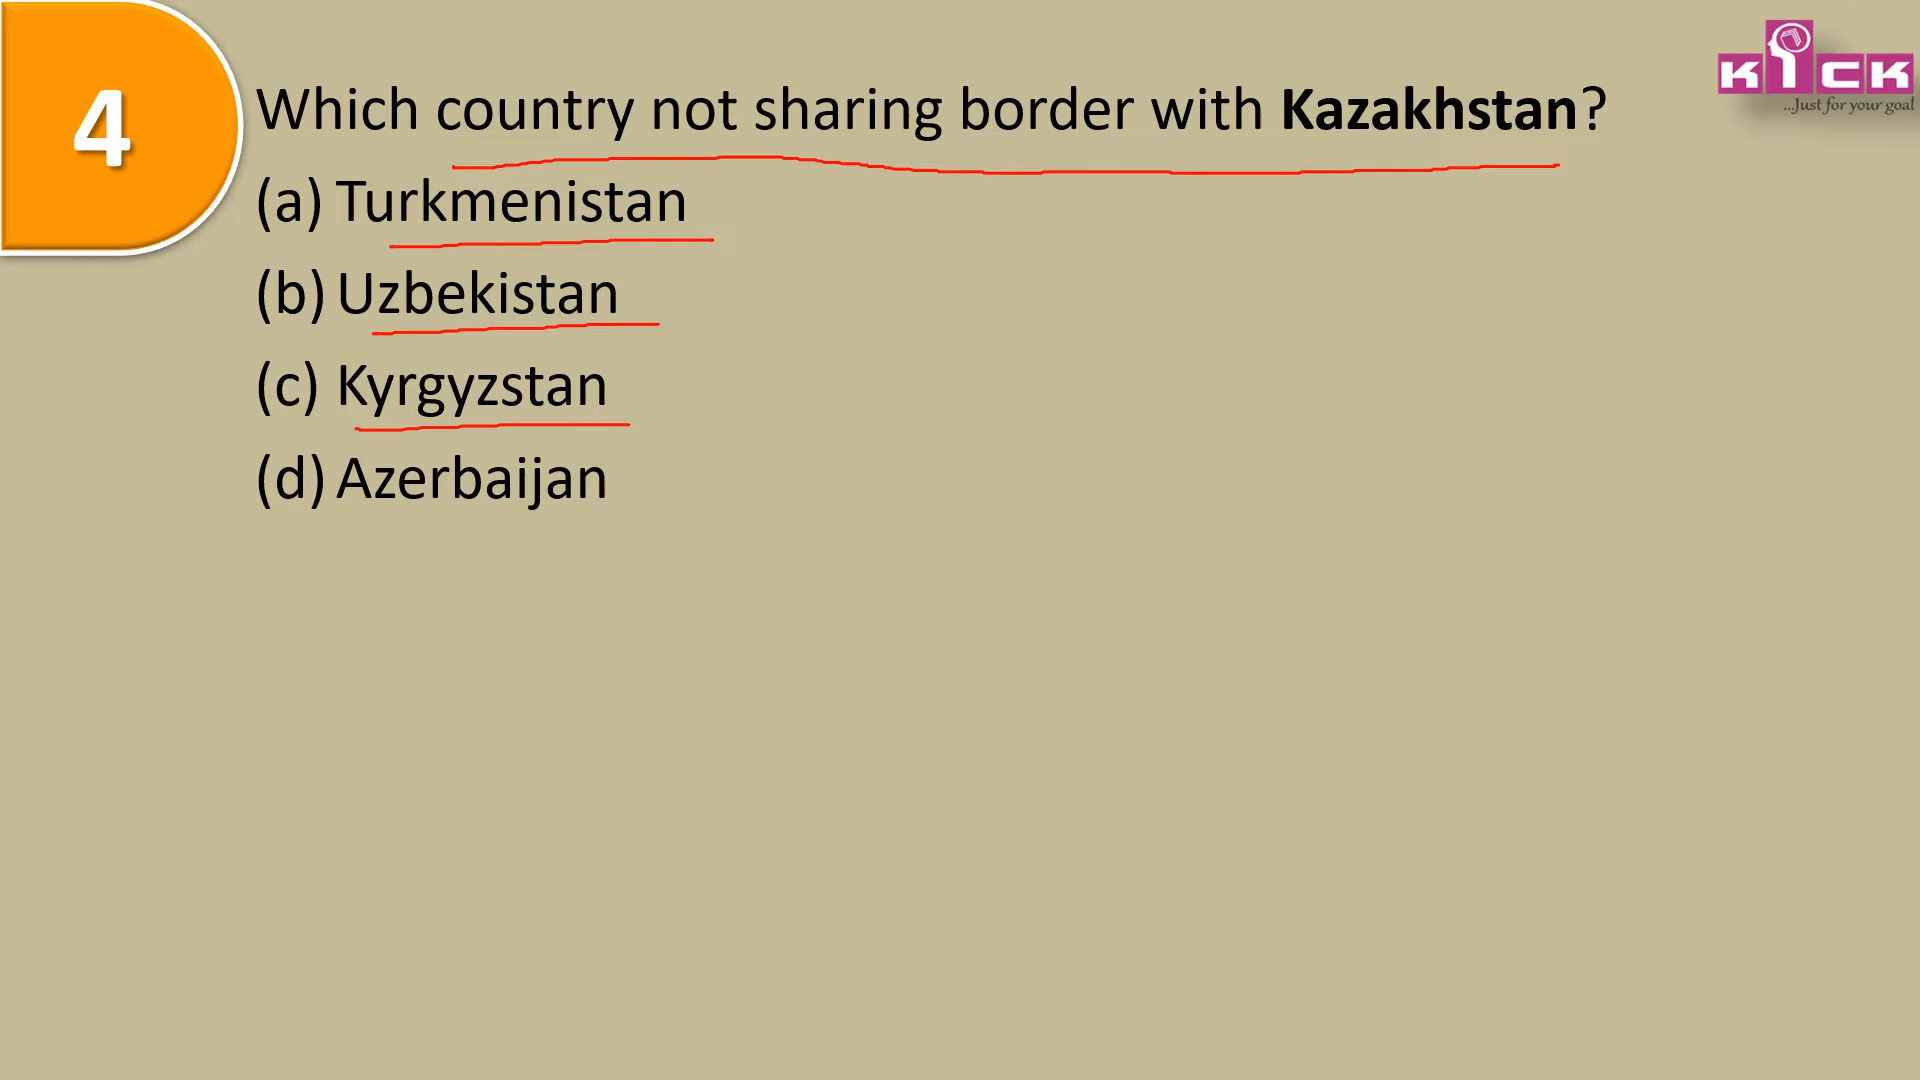 4
Which country not sharing border with Kazakhstan?
(a) Turkmenistan
(b) Uzbekistan
(c) Kyrgyzstan
(d) Azerbaijan
KICK
...Just for your goal